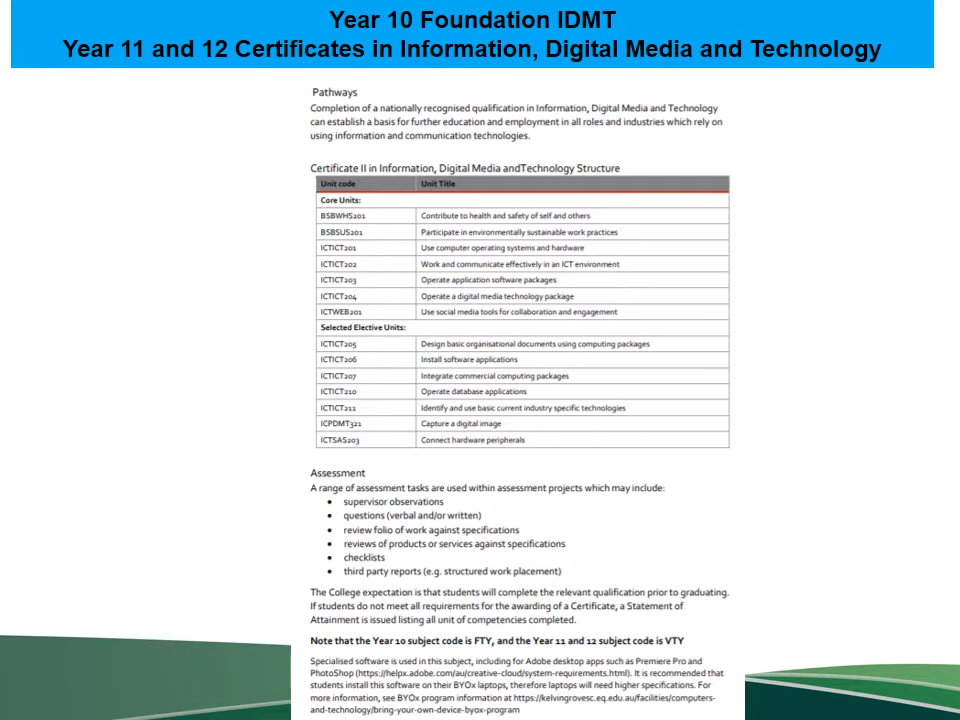 Year 10 Foundation IDMT
Year 11 and 12 Certificates in Information, Digital Media and Technology
Pathways
Completion of a nationally recognised qualification in Information, Digital Media and Technology
can establish a basis for further education and employment in all roles and industries which rely on
using information and communication technologies.
Certificate II in Information, Digital Media andTechnology Structure
Unit code Unit Title
Core Units:
BSBWHS201 Contribute to health and safety of self and others
BSBSUS201 Participate in environmentally sustainable work practices
ICTICT201 Use computer operating systems and hardware
ICTICT202 Work and communicate effectively in an ICT environment
ICTICT203 Operate application software packages
ICTICT204 Operate a digital media technology package
ICTWEB201 Use social media tools for collaboration and engagement
Selected Elective Units:
ICTICT205 Design basic organisational documents using computing packages
ICTICT206 Install software applications
ICTICT207 Integrate commercial computing packages
ICTICT210 Operate database applications
ICTICT211 Identify and use basic current industry specific technologies
ICPDMT321 Capture a digital image
ICTSAS203 Connect hardware peripherals
Assessment
A range of assessment tasks are used within assessment projects which may include:
• supervisor observations
• questions (verbal and/or written)
• review folio of work against specifications
• reviews of products or services against specifications
• checklists
• third party reports (e.g. structured work placement)
The College expectation is that students will complete the relevant qualification prior to graduating.
If students do not meet all requirements for the awarding of a Certificate, a Statement of
Attainment is issued listing all unit of competencies completed.
Note that the Year 10 subject code is FTY, and the Year 11 and 12 subject code is VTY
Specialised software is used in this subject, including for Adobe desktop apps such as Premiere Pro and
PhotoShop (https://helpx.adobe.com/au/creative-cloud/system-requirements.html). It is recommended that
students install this software on their BYOx laptops, therefore laptops will need higher specifications. For
more information, see BYOx program information at https://kelvingrovesc.eq.edu.au/facilities/computers-
and-technology/bring-your-own-device-byox-program